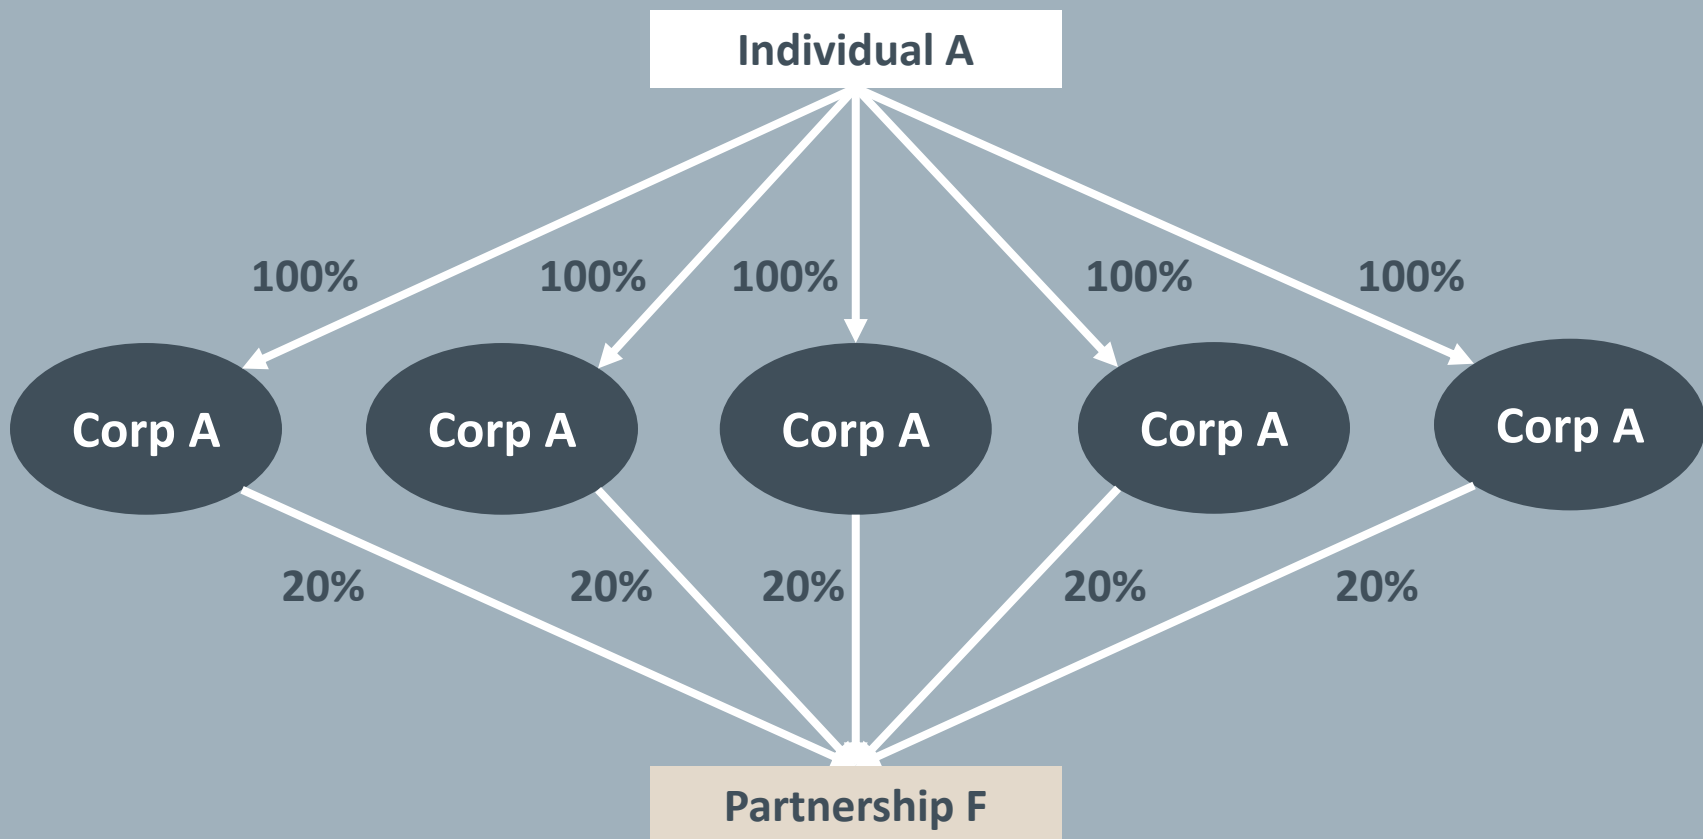 Individual A
100% 100% 100% 100% 100%
Corp A Corp A Corp A Corp A Corp A
20% 20% 20% 20% 20%
Partnership F